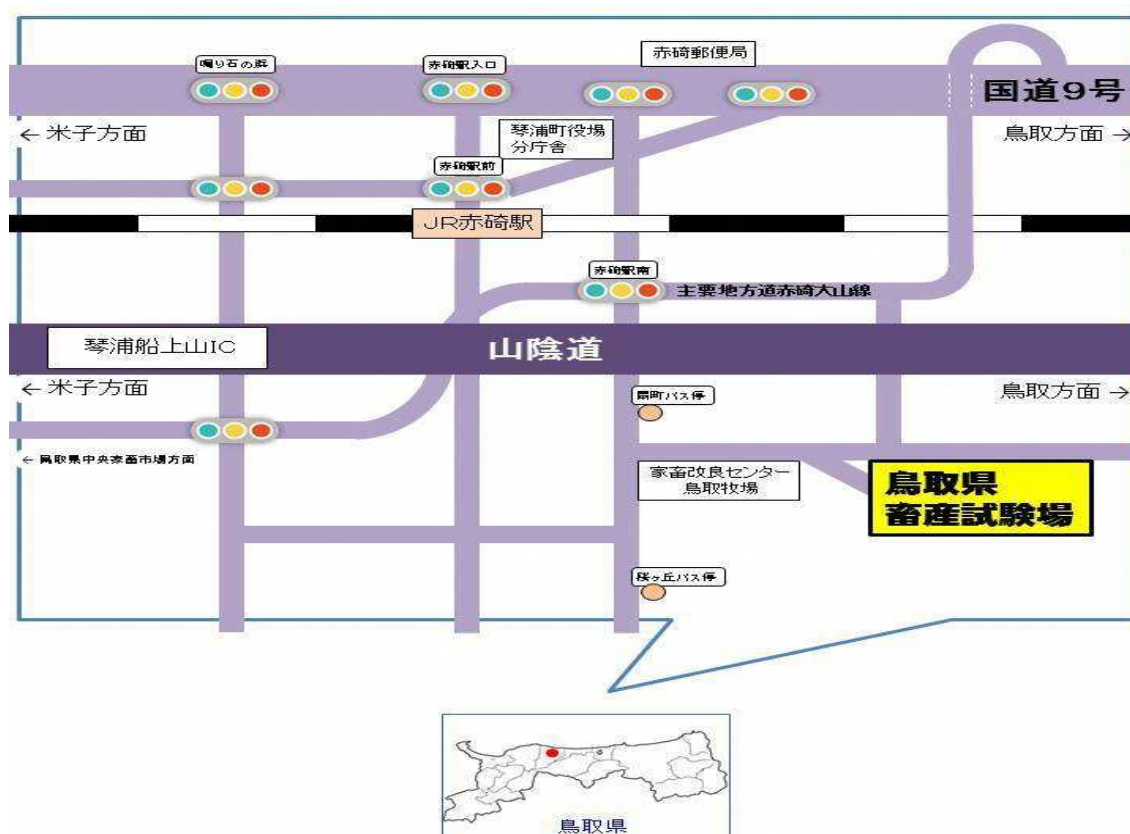 鳴り石の浜
赤碕駅入口
赤碕郵便局
国道9号
← 米子方面
琴浦町役場
分庁舎
鳥取方面 →
赤碕駅前
JR赤碕駅
赤碕駅南
主要地方道赤碕大山線
琴浦船上山IC
山陰道
← 米子方面
扇町バス停
鳥取方面 →
← 鳥取県中央家畜市場方面
家畜改良センター
鳥取牧場
鳥取県
畜産試験場
桜ヶ丘バス停
鳥取県